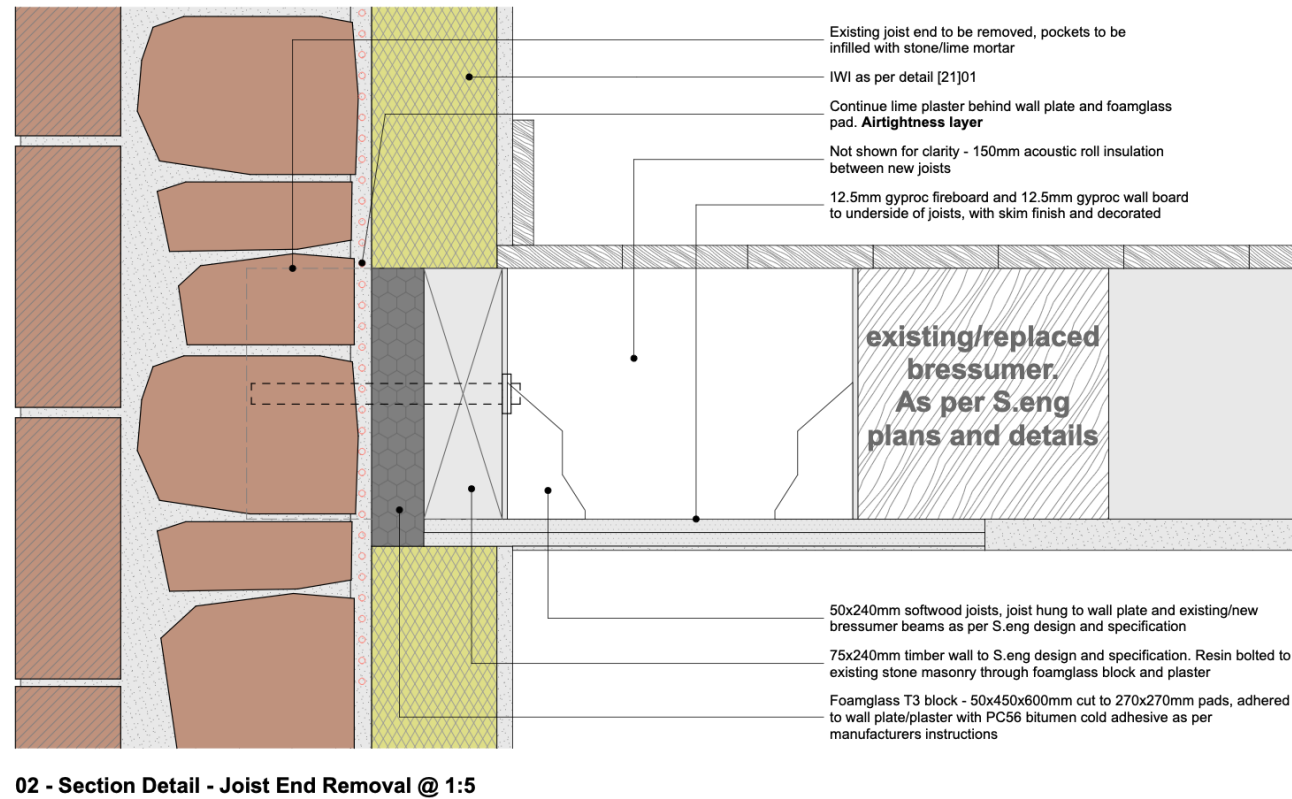 Existing joist end to be removed, pockets to be
infilled with stone/lime mortar
IWI as per detail [21]01
Continue lime plaster behind wall plate and foamglass
pad. Airtightness layer
Not shown for clarity - 150mm acoustic roll insulation
between new joists
12.5mm gyproc fireboard and 12.5mm gyproc wall board
to underside of joists, with skim finish and decorated
existing/replaced
bressumer.
As per S.eng
plans and details
50x240mm softwood joists, joist hung to wall plate and existing/new
bressumer beams as per S.eng design and specification
75x240mm timber wall to S.eng design and specification. Resin bolted to
existing stone masonry through foamglass block and plaster
Foamglass T3 block - 50x450x600mm cut to 270x270mm pads, adhered
to wall plate/plaster with PC56 bitumen cold adhesive as per
manufacturers instructions
02 - Section Detail - Joist End Removal @ 1:5